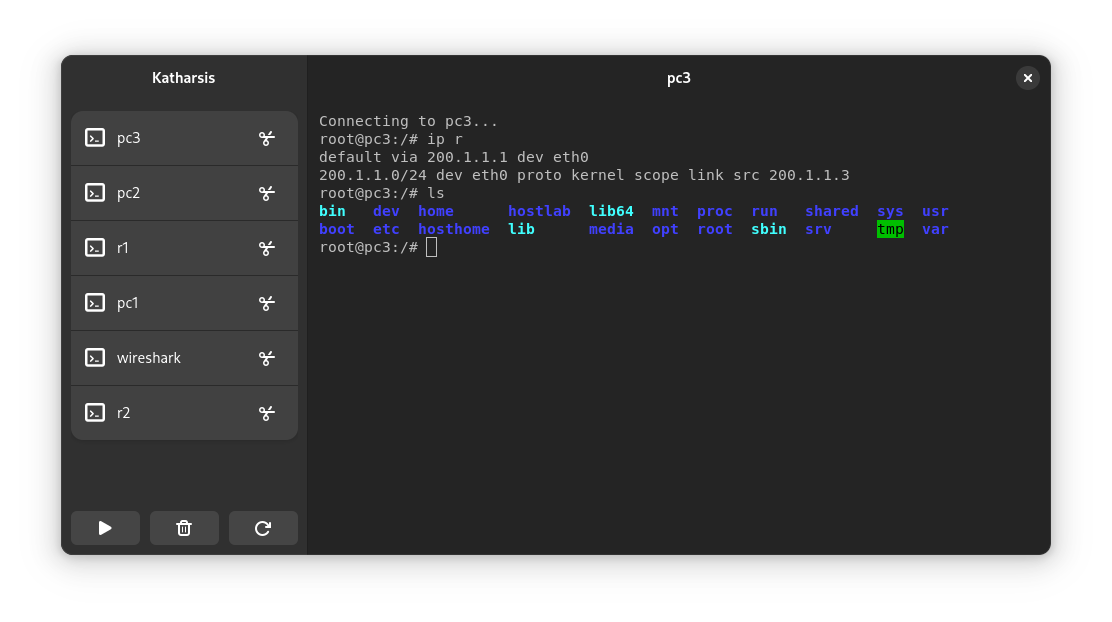 Katharsis
pc3
pc3
pc2
r1
pc1
wireshark
r2
Connecting to pc3...
root@pc3:/# ip r
default via 200.1.1.1 dev eth0
200.1.1.0/24 dev eth0 proto kernel scope link src 200.1.1.3
root@pc3:/# ls
bin   dev  home      hostlab  lib64  mnt  proc  run   shared  sys  usr
boot  etc  hosthome  lib      media  opt  root  sbin  srv     tmp  var
root@pc3:/#